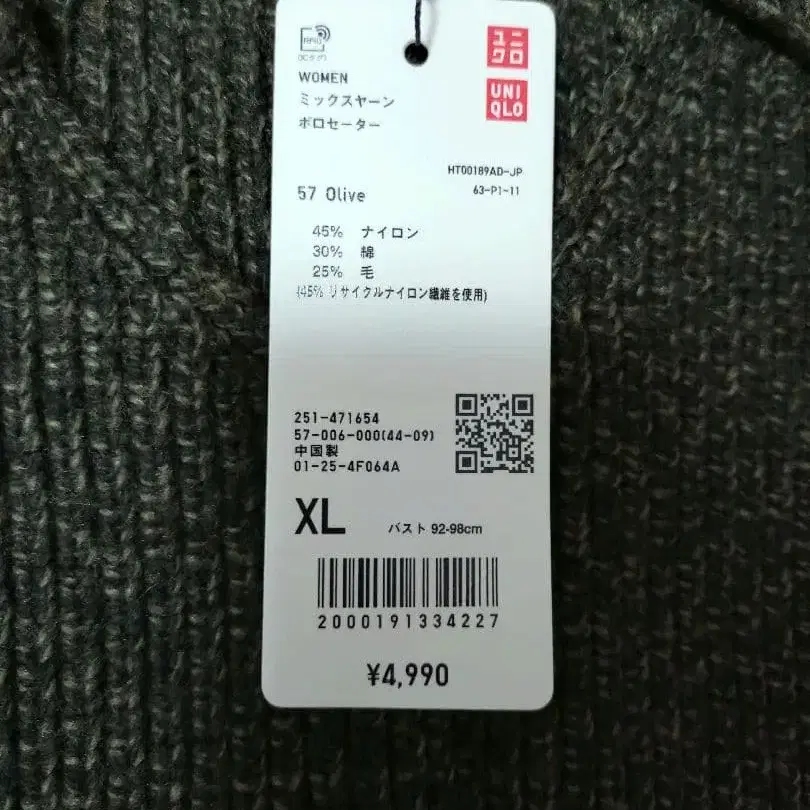 RFID
(ICタグ)
ユニ
クロ
UNI
QLO
WOMEN
ミックスヤーン
ポロセーター
HT00189AD-JP
63-P1-11
57 Olive
45% ナイロン
30% 綿
25% 毛
(45% リサイクルナイロン繊維を使用)
251-471654
57-006-000(44-09)
中国製
01-25-4F064A
XL バスト 92-98cm
2000191334227
¥4,990